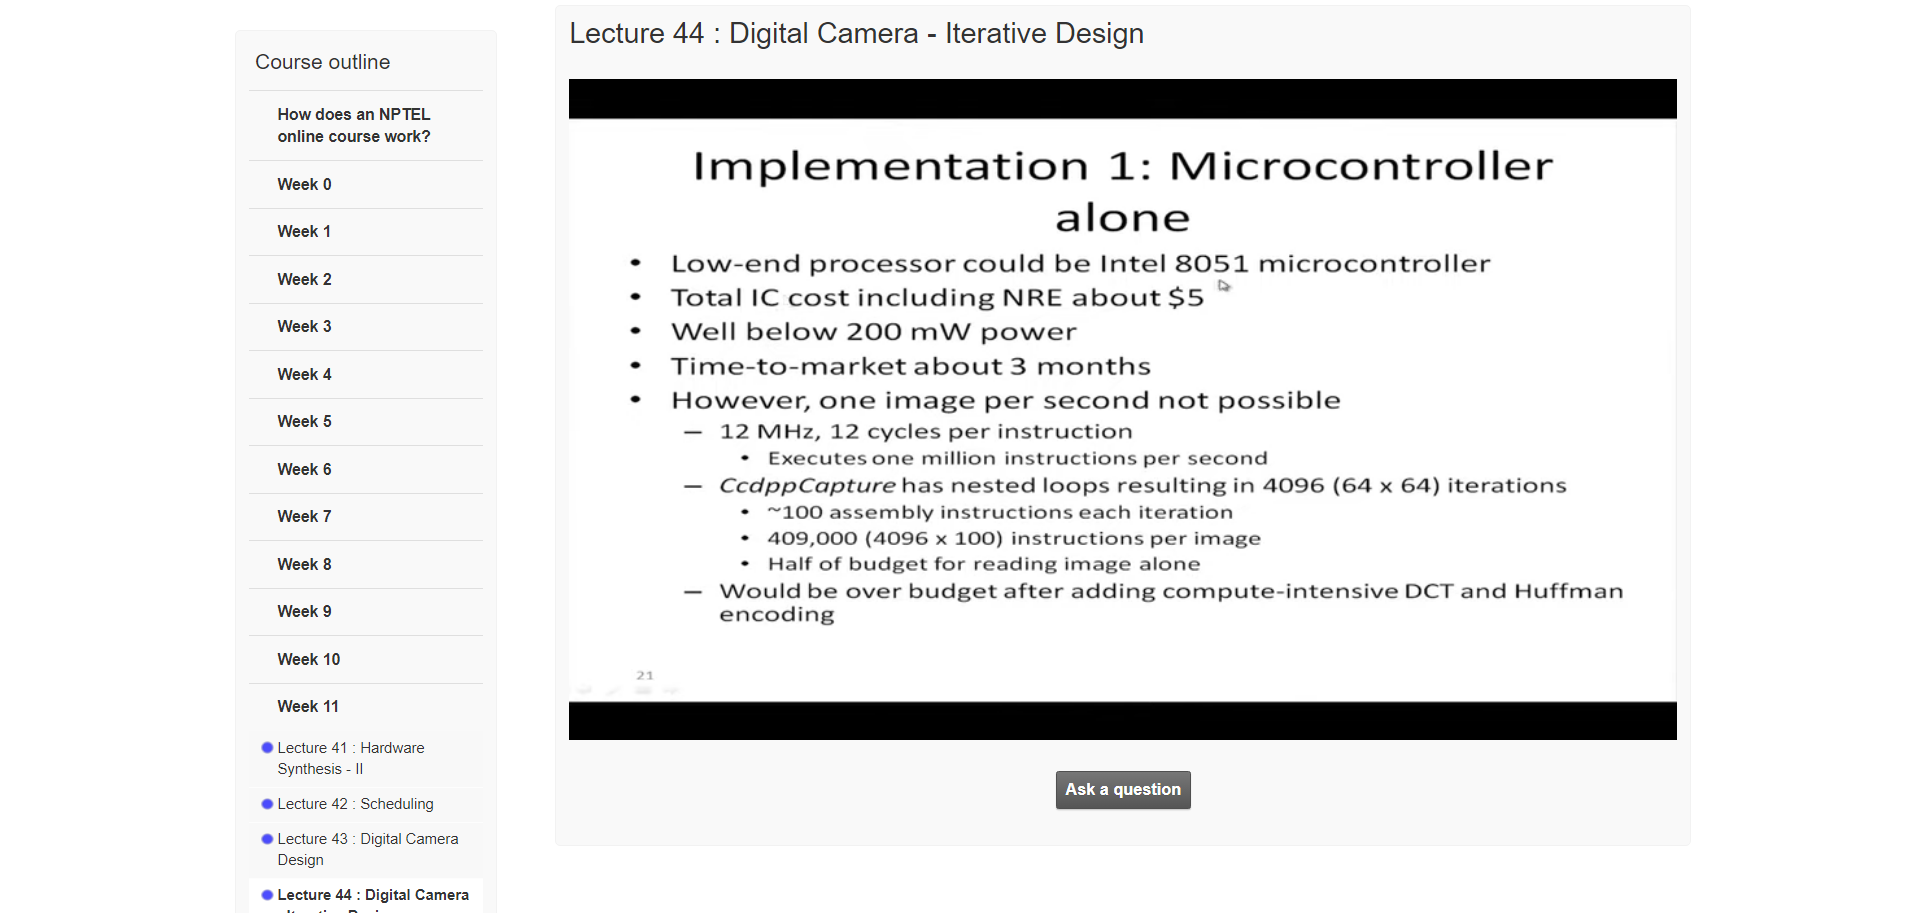 Course outline
How does an NPTEL
online course work?
Week 0
Week 1
Week 2
Week 3
Week 4
Week 5
Week 6
Week 7
Week 8
Week 9
Week 10
Week 11
Lecture 41 : Hardware
Synthesis - II
Lecture 42 : Scheduling
Lecture 43 : Digital Camera
Design
Lecture 44 : Digital Camera
Lecture 44 : Digital Camera - Iterative Design
Implementation 1: Microcontroller
alone
• Low-end processor could be Intel 8051 microcontroller
• Total IC cost including NRE about $5
• Well below 200 mW power
• Time-to-market about 3 months
• However, one image per second not possible
– 12 MHz, 12 cycles per instruction
• Executes one million instructions per second
– CcdppCapture has nested loops resulting in 4096 (64 x 64) iterations
• ~100 assembly instructions each iteration
• 409,000 (4096 x 100) instructions per image
• Half of budget for reading image alone
– Would be over budget after adding compute-intensive DCT and Huffman
encoding
21
Ask a question